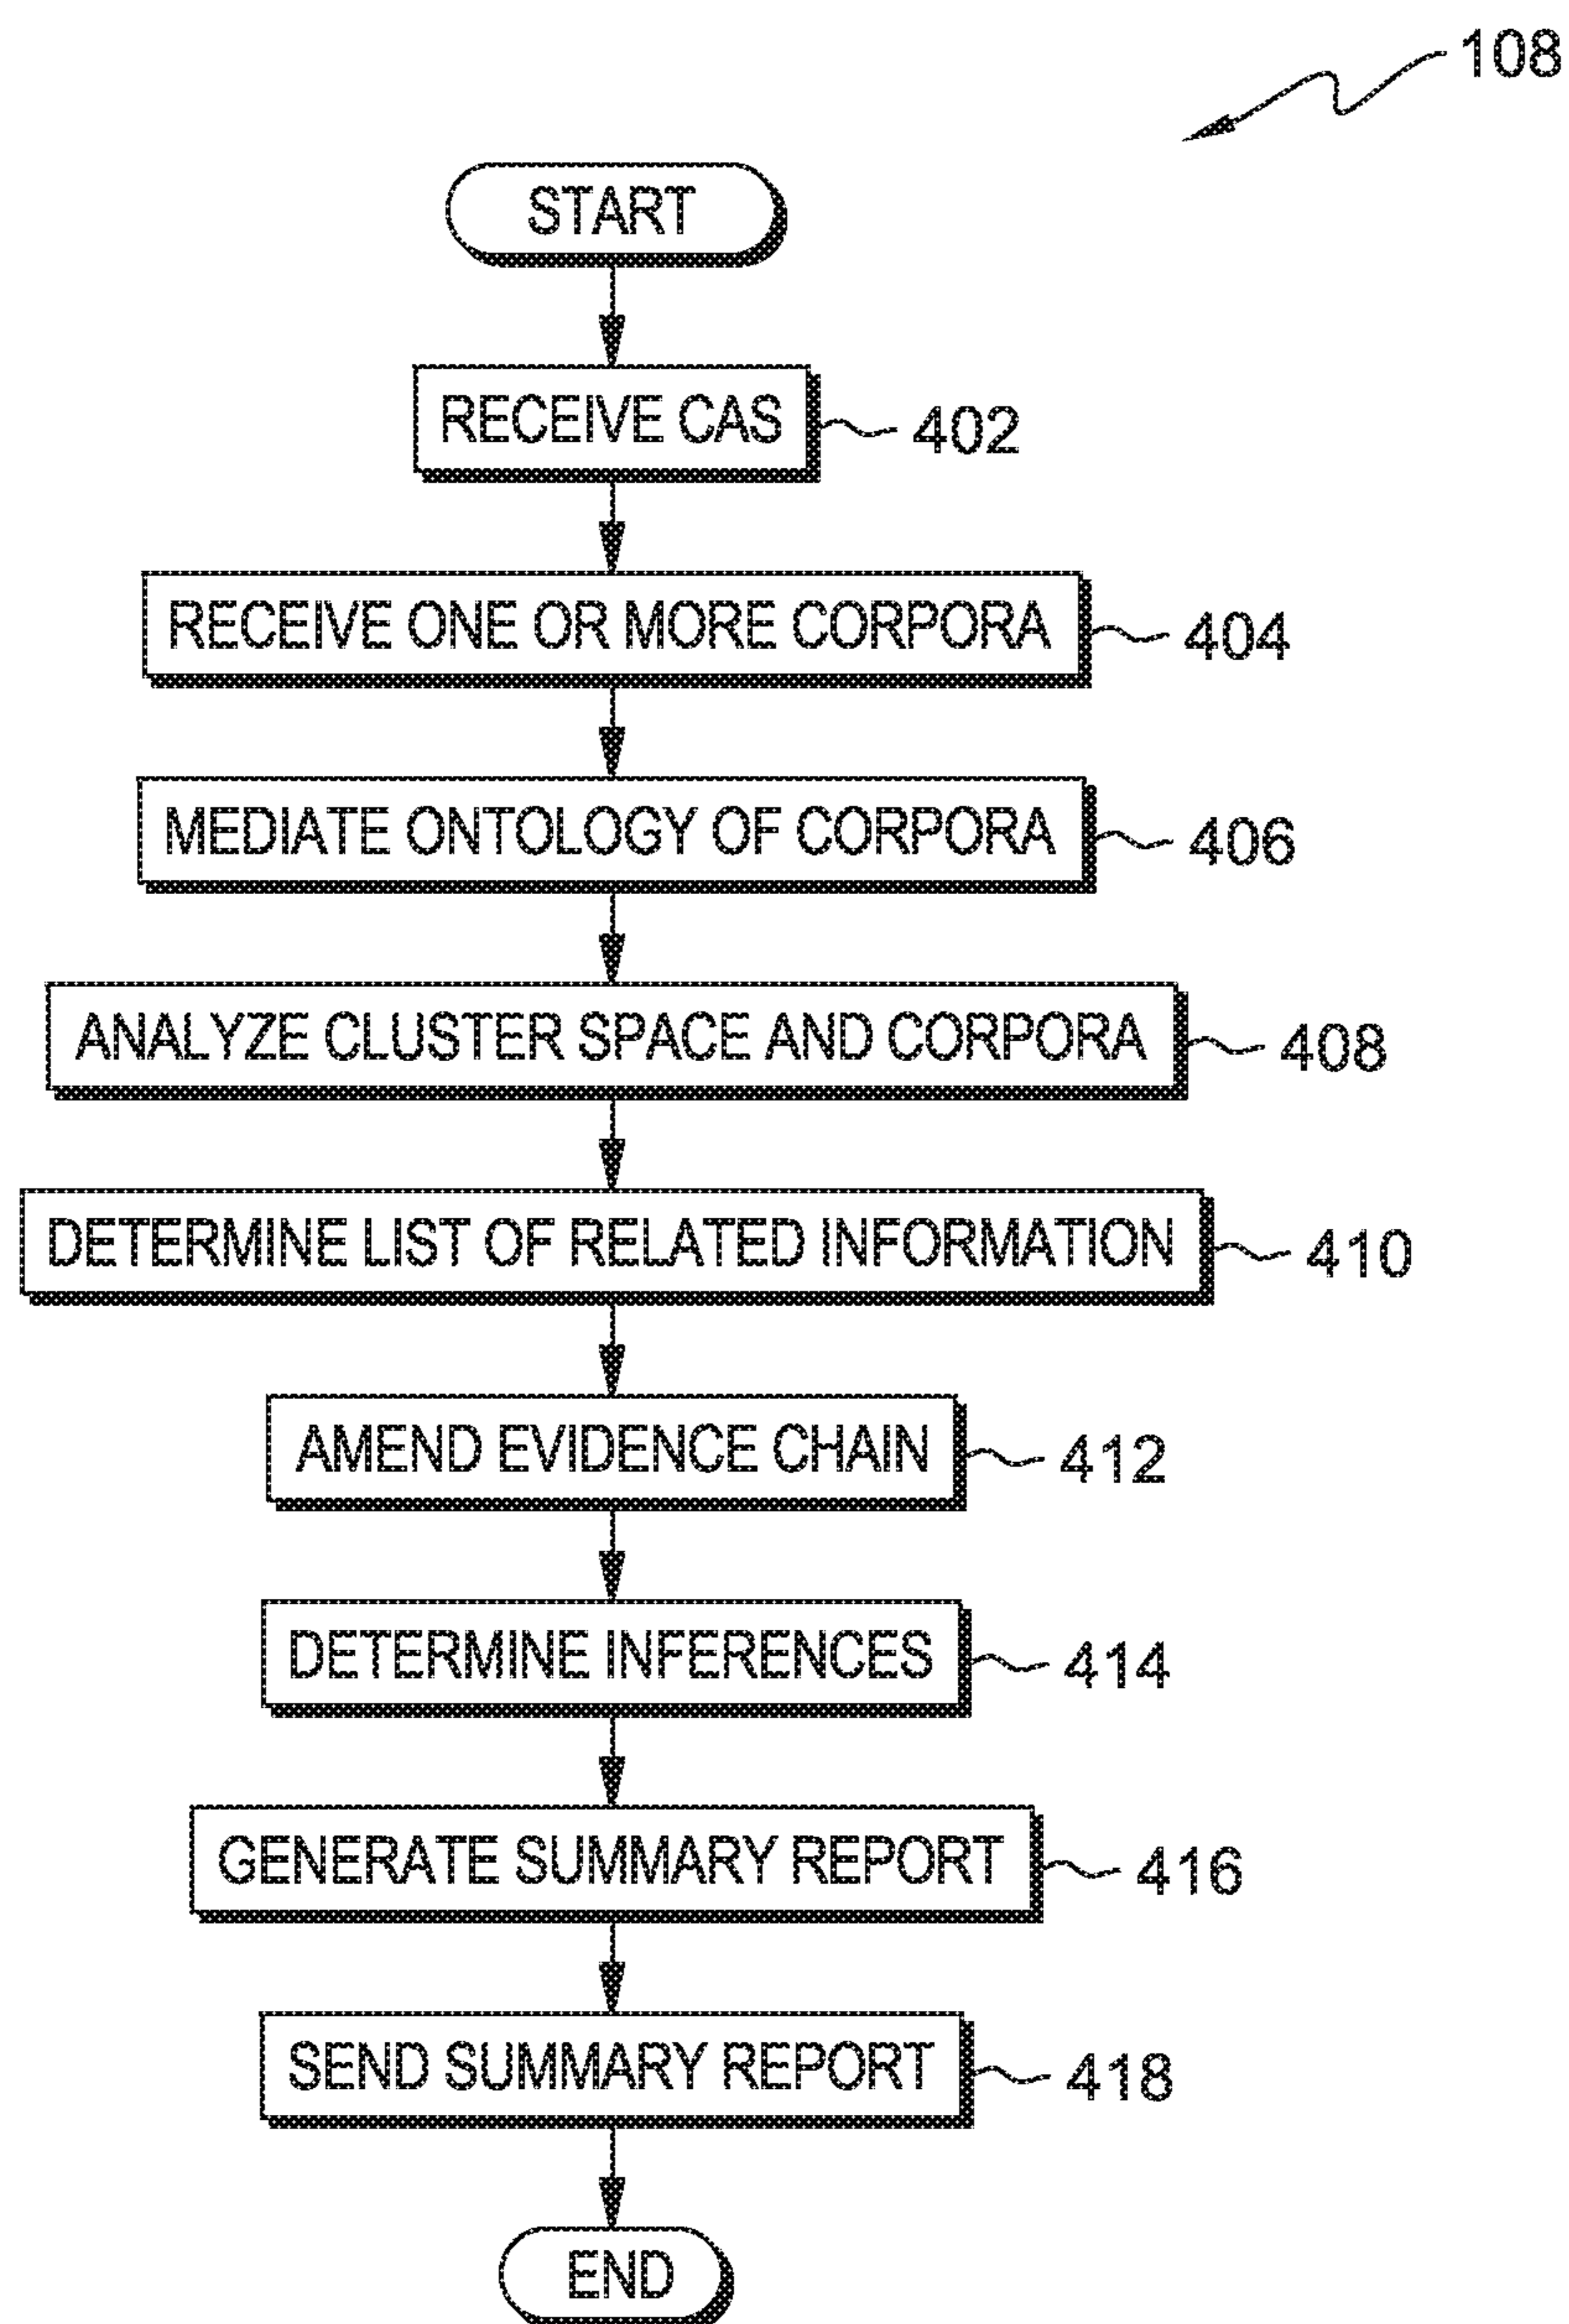 108
START
RECEIVE CAS 402
RECEIVE ONE OR MORE CORPORA 404
MEDIATE ONTOLOGY OF CORPORA 406
ANALYZE CLUSTER SPACE AND CORPORA 408
DETERMINE LIST OF RELATED INFORMATION 410
AMEND EVIDENCE CHAIN 412
DETERMINE INFERENCES 414
GENERATE SUMMARY REPORT 416
SEND SUMMARY REPORT 418
END